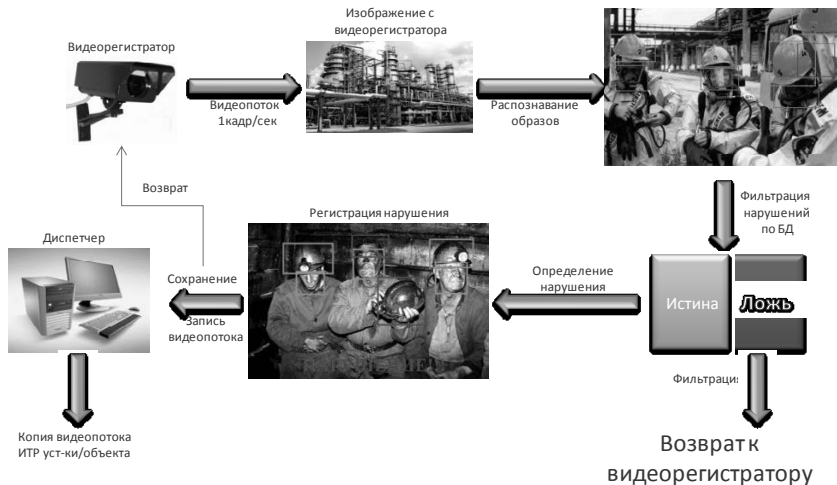 Видеорегистратор
Видеопоток
1кадр/сек
Изображение с
видеорегистратора
Распознавание
образов
Фильтрация
нарушений
по БД
Истина
Ложь
Определение
нарушения
Фильтраци
Возврат к
видеорегистратору
Регистрация нарушения
Возврат
Сохранение
Запись
видеопотока
Диспетчер
Копия видеопотока
ИТР уст-ки/объекта